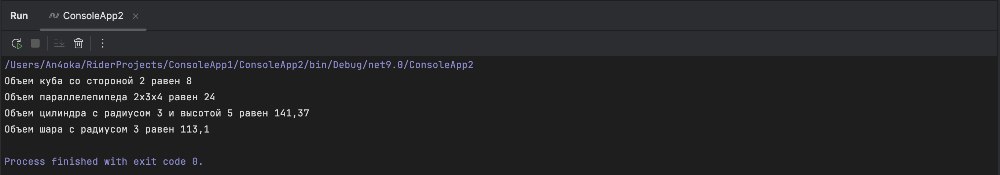 Run ConsoleApp2
/Users/An4oka/RiderProjects/ConsoleApp1/ConsoleApp2/bin/Debug/net9.0/ConsoleApp2
Объем куба со стороной 2 равен 8
Объем параллелепипеда 2x3x4 равен 24
Объем цилиндра с радиусом 3 и высотой 5 равен 141,37
Объем шара с радиусом 3 равен 113,1
Process finished with exit code 0.